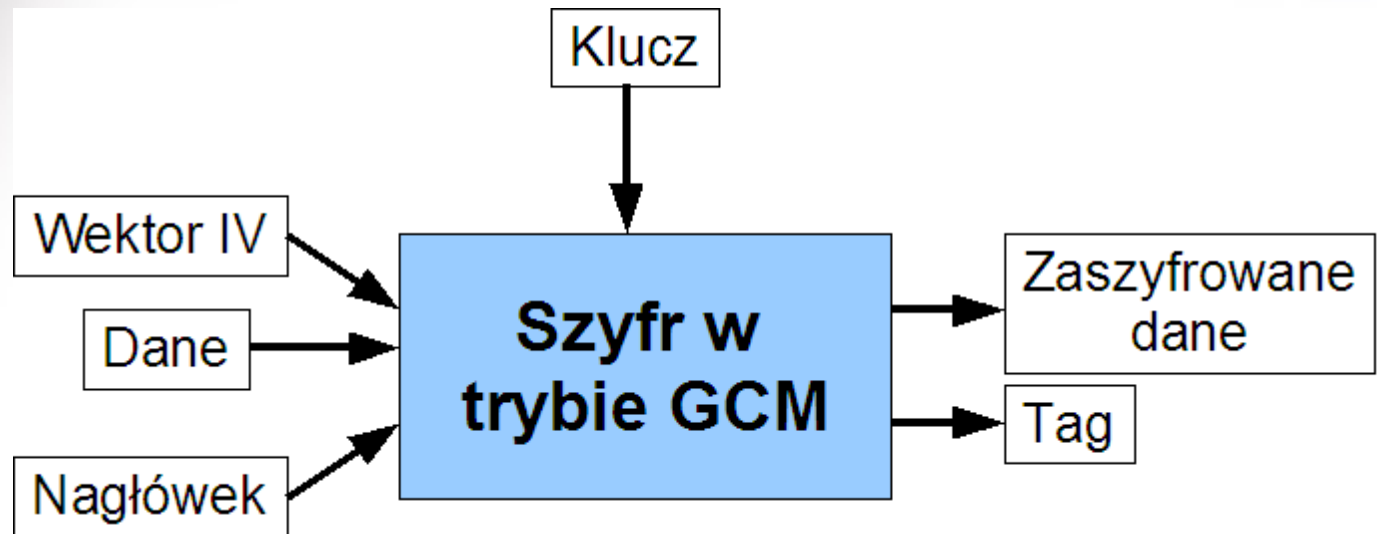 Klucz
Wektor IV
Dane
Nagłówek
Szyfr w
trybie GCM
Zaszyfrowane
dane
Tag